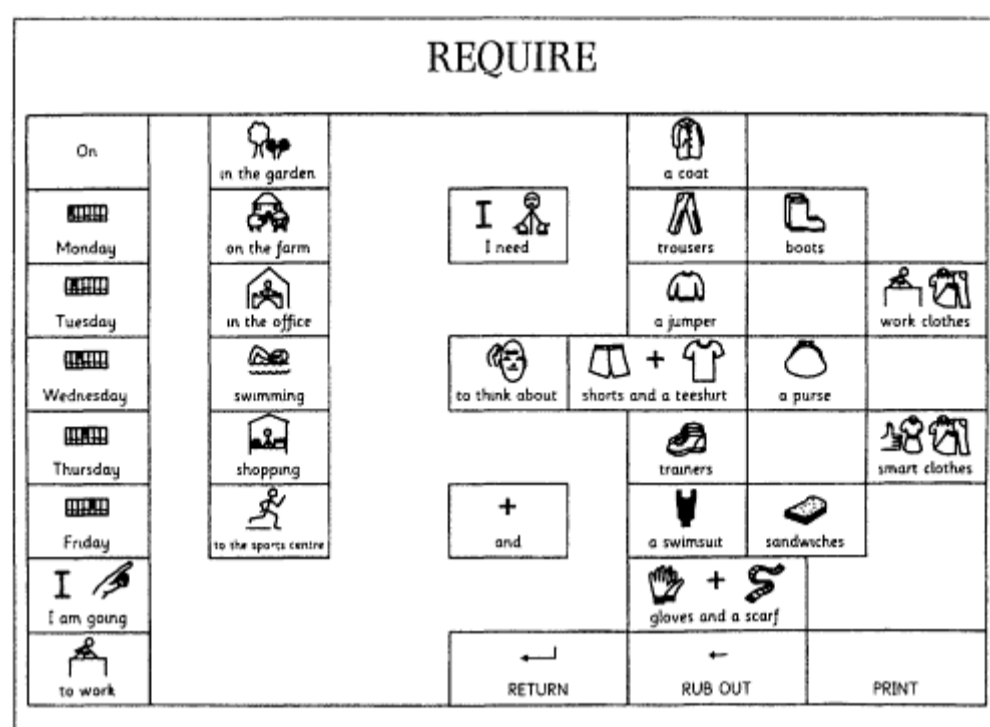 REQUIRE
On
in the garden
a coat
Monday
on the farm
I
I need
trousers
boots
Tuesday
in the office
a jumper
work clothes
Wednesday
swimming
to think about
+
shorts and a teeshirt
a purse
Thursday
shopping
trainers
smart clothes
Friday
to the sports centre
+
and
a swimsuit
sandwiches
I
I am going
+
gloves and a scarf
to work
RETURN
RUB OUT
PRINT